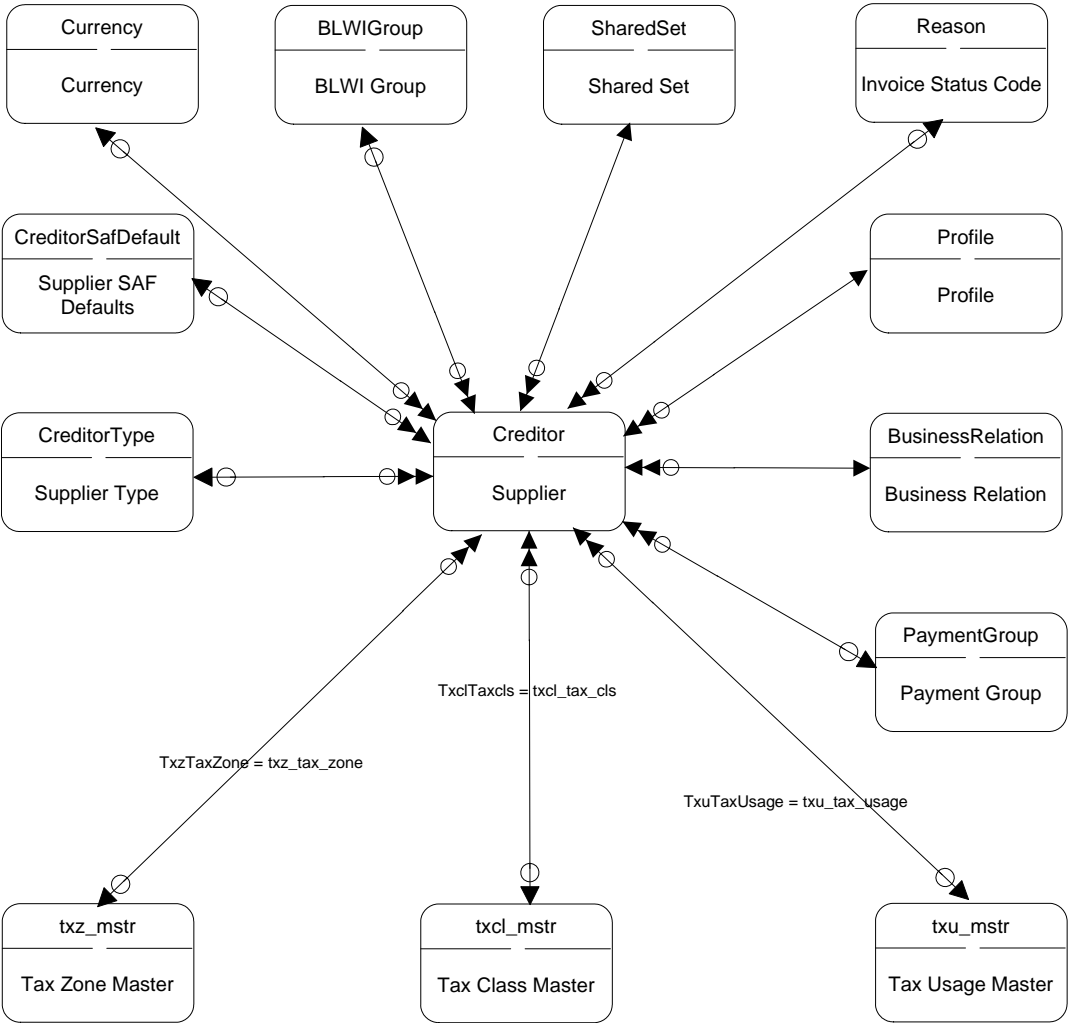 Currency
Currency
BLWIGroup
BLWI Group
SharedSet
Shared Set
Reason
Invoice Status Code
CreditorSafDefault
Supplier SAF
Defaults
Profile
Profile
CreditorType
Supplier Type
Creditor
Supplier
BusinessRelation
Business Relation
PaymentGroup
Payment Group
TxclTaxcls = txcl_tax_cls
TxzTaxZone = txz_tax_zone
TxuTaxUsage = txu_tax_usage
txz_mstr
Tax Zone Master
txcl_mstr
Tax Class Master
txu_mstr
Tax Usage Master